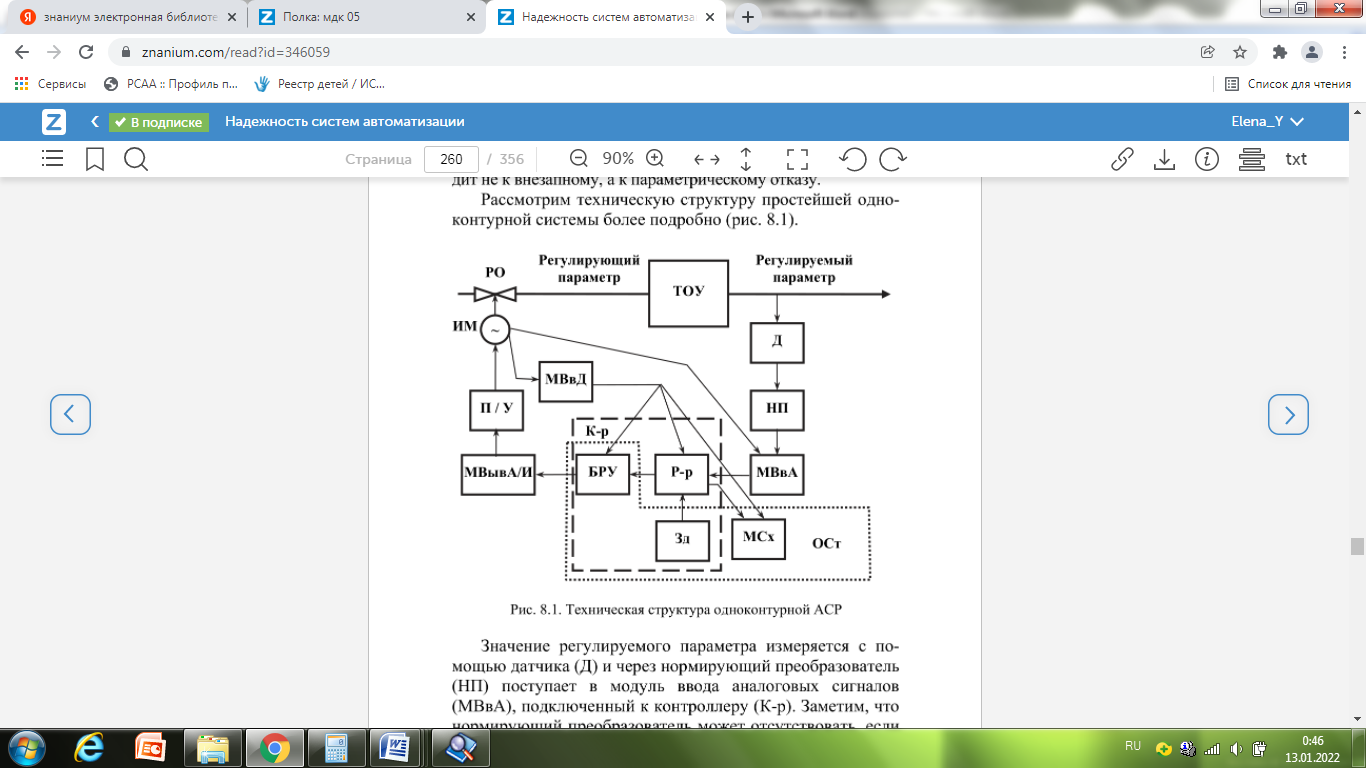 знаниум электронная библиоте
Полка: мдк 05
Надежность систем автоматиза
znanium.com/read?id=346059
Сервисы
РСАА :: Профиль п...
Реестр детей / ИС...
Список для чтения
Z
В подписке
Надежность систем автоматизации
Elena_Y
Страница
260
/ 356
90%
txt
дит не к внезапному, а к параметрическому отказу.
Рассмотрим техническую структуру простейшей одно-
контурной системы более подробно (рис. 8.1).
Регулирующий
параметр
Регулируемый
параметр
РО
ТОУ
ИМ
~
Д
МВвД
П / У
НП
К-р
МВывА/И
БРУ
Р-р
МВвА
Зд
МСх
ОСт
Рис. 8.1. Техническая структура одноконтурной АСР
Значение регулируемого параметра измеряется с по-
мощью датчика (Д) и через нормирующий преобразователь
(НП) поступает в модуль ввода аналоговых сигналов
(МВвА), подключенный к контроллеру (К-р). Заметим, что
нормирующий преобразователь может отсутствовать, если
RU
0:46
13.01.2022